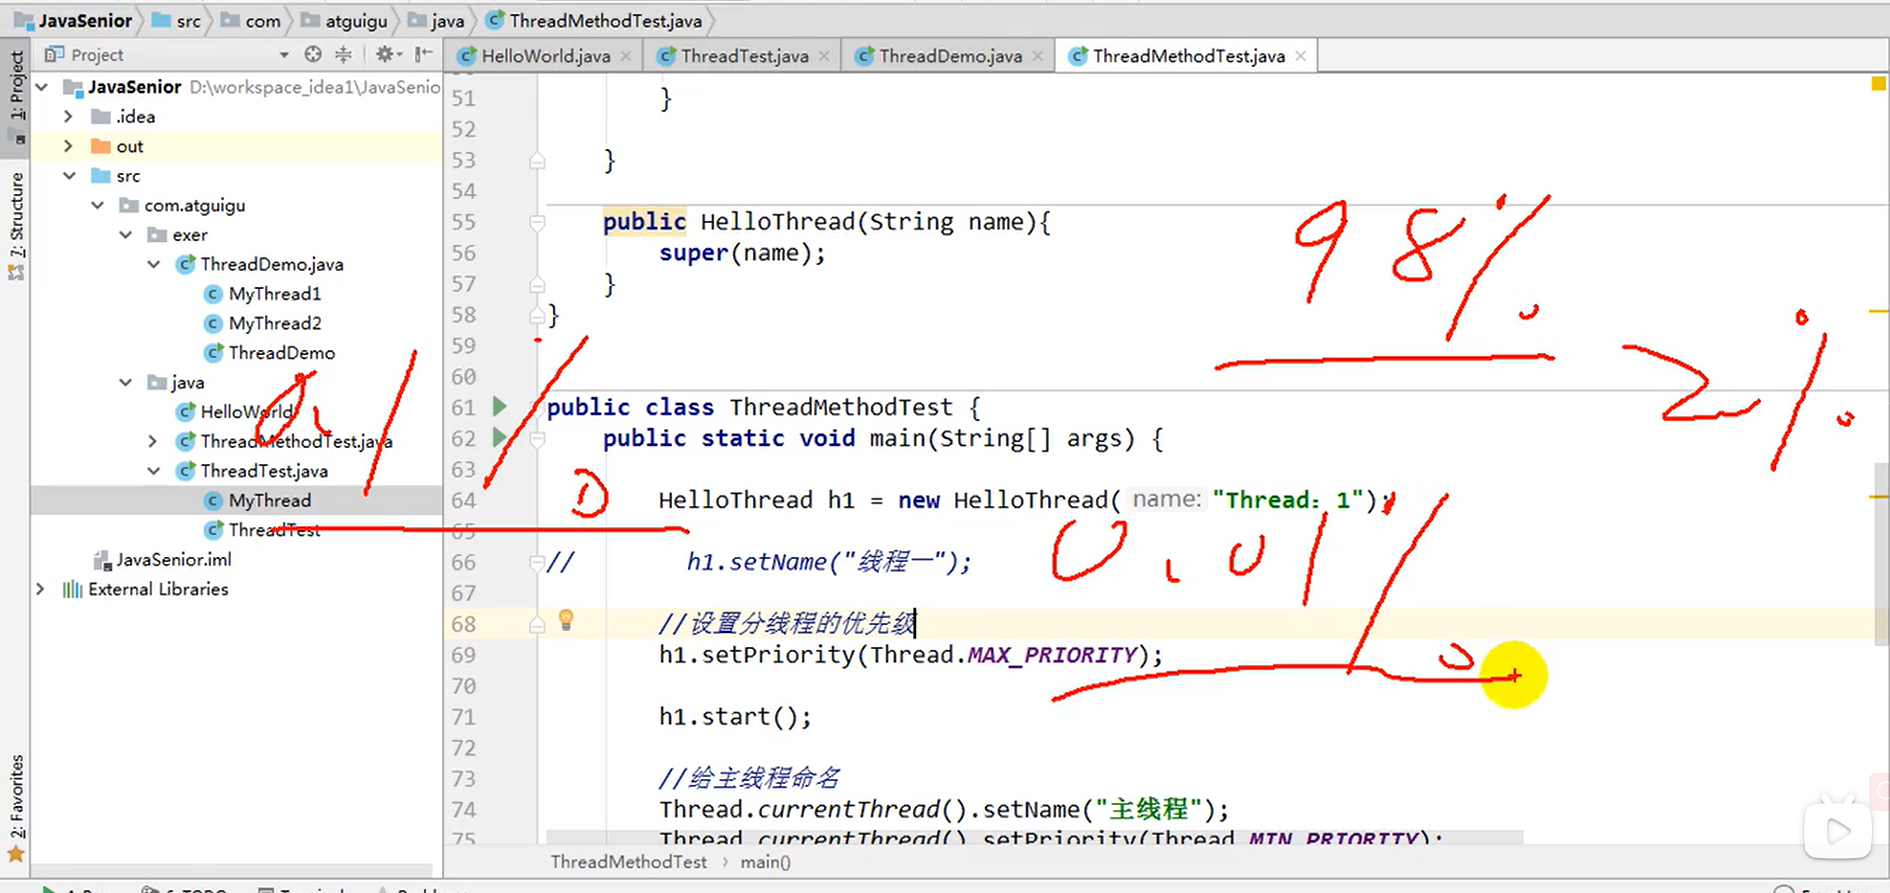 JavaSenior src com atguigu java ThreadMethodTest.java
Project
HelloWorld.java ThreadTest.java ThreadDemo.java ThreadMethodTest.java
1: Project
7: Structure
2: Favorites
JavaSenior D:\workspace_idea1\JavaSenio
.idea
out
src
com.atguigu
exer
ThreadDemo.java
MyThread1
MyThread2
ThreadDemo
java
HelloWorld
ThreadMethodTest.java
ThreadTest.java
MyThread
ThreadTest
JavaSenior.iml
External Libraries
51 }
52
53 }
54
55 public HelloThread(String name){
56 super(name);
57 }
58 }
59
60
61 public class ThreadMethodTest {
62 public static void main(String[] args) {
63
64 HelloThread h1 = new HelloThread( name: "Thread：1");
65
66 // h1.setName("线程一");
67
68 //设置分线程的优先级
69 h1.setPriority(Thread.MAX_PRIORITY);
70
71 h1.start();
72
73 //给主线程命名
74 Thread.currentThread().setName("主线程");
75 Thread.currentThread().setPriority(Thread.MIN_PRIORITY);
98%
2%
0.01%
ThreadMethodTest main()